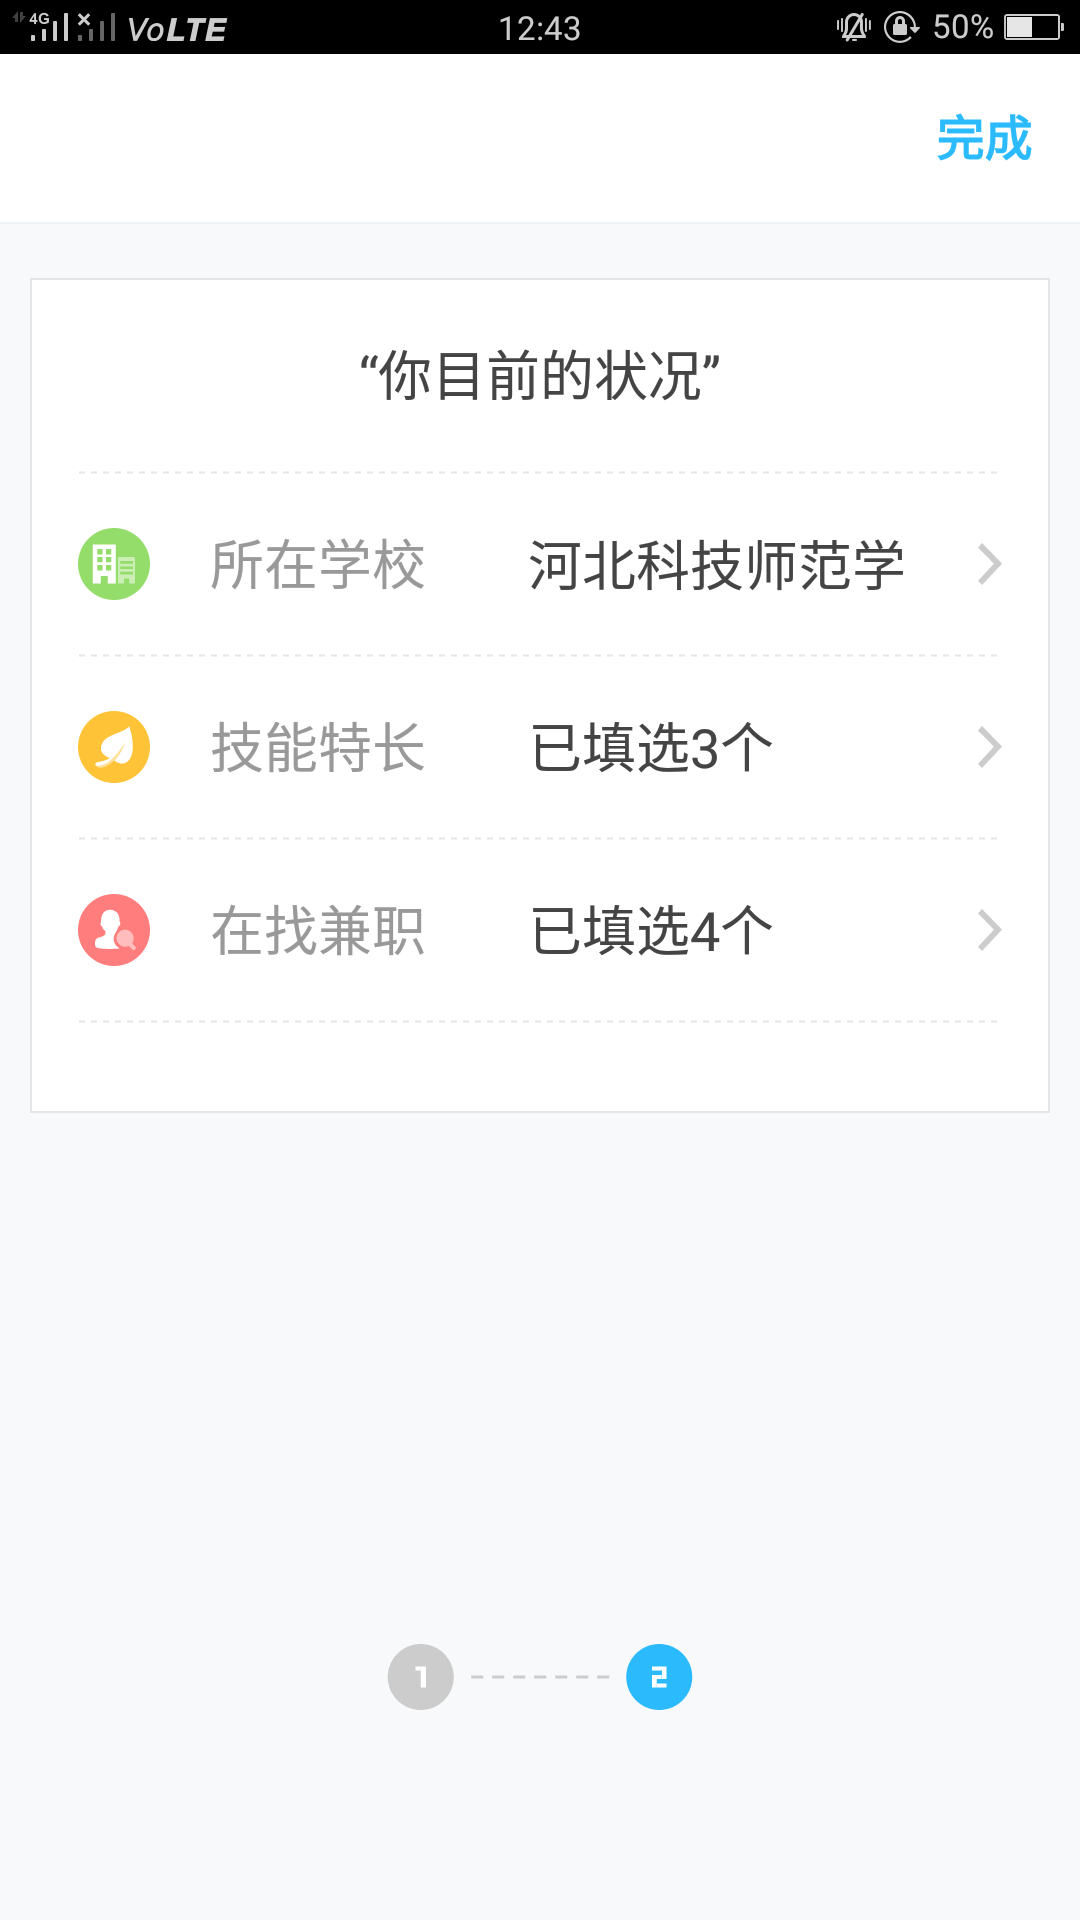 4G VoLTE 12:43 50%
完成
“你目前的状况”
所在学校 河北科技师范学
技能特长 已填选3个
在找兼职 已填选4个
1 2